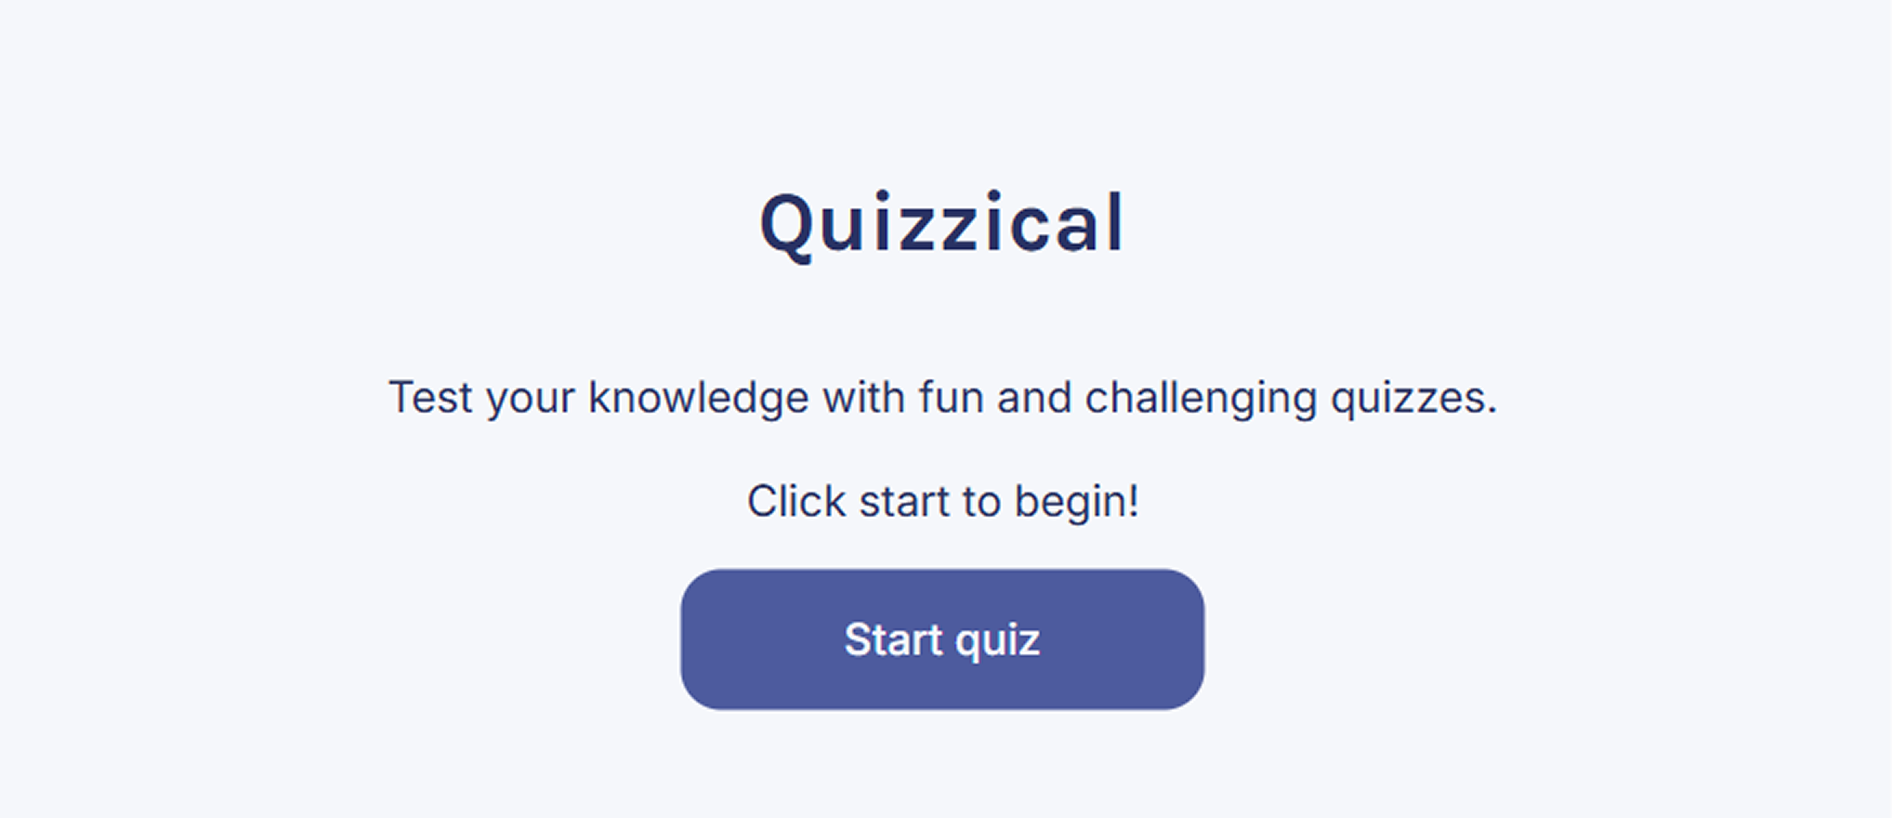 Quizzical
Test your knowledge with fun and challenging quizzes.
Click start to begin!
Start quiz